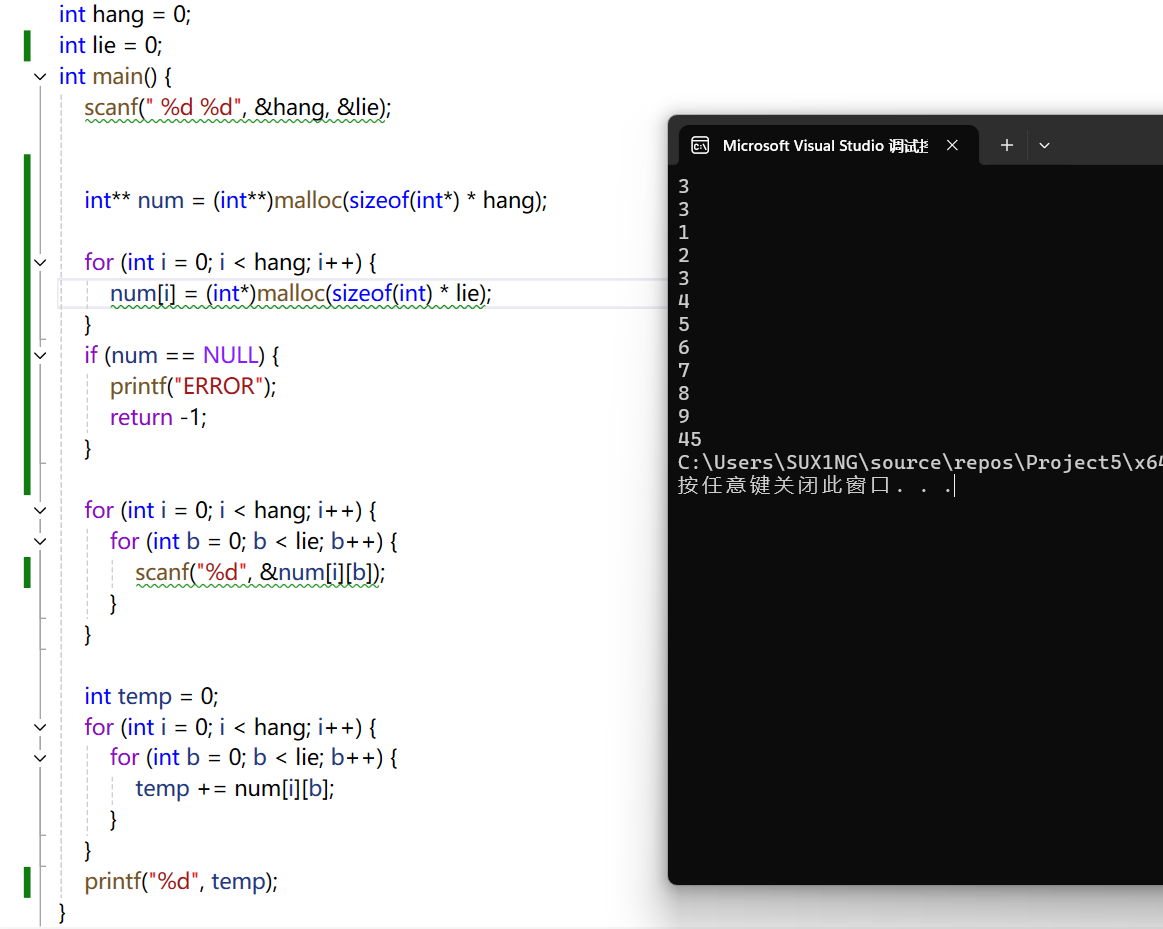 int hang = 0;
int lie = 0;
int main() {
scanf(" %d %d", &hang, &lie);
int** num = (int**)malloc(sizeof(int*) * hang);
for (int i = 0; i < hang; i++) {
num[i] = (int*)malloc(sizeof(int) * lie);
}
if (num == NULL) {
printf("ERROR");
return -1;
}
for (int i = 0; i < hang; i++) {
for (int b = 0; b < lie; b++) {
scanf("%d", &num[i][b]);
}
}
int temp = 0;
for (int i = 0; i < hang; i++) {
for (int b = 0; b < lie; b++) {
temp += num[i][b];
}
}
printf("%d", temp);
}
Microsoft Visual Studio 调试
3
3
1
2
3
4
5
6
7
8
9
45
C:\Users\SUX1NG\source\repos\Project5\x64
按任意键关闭此窗口. . .